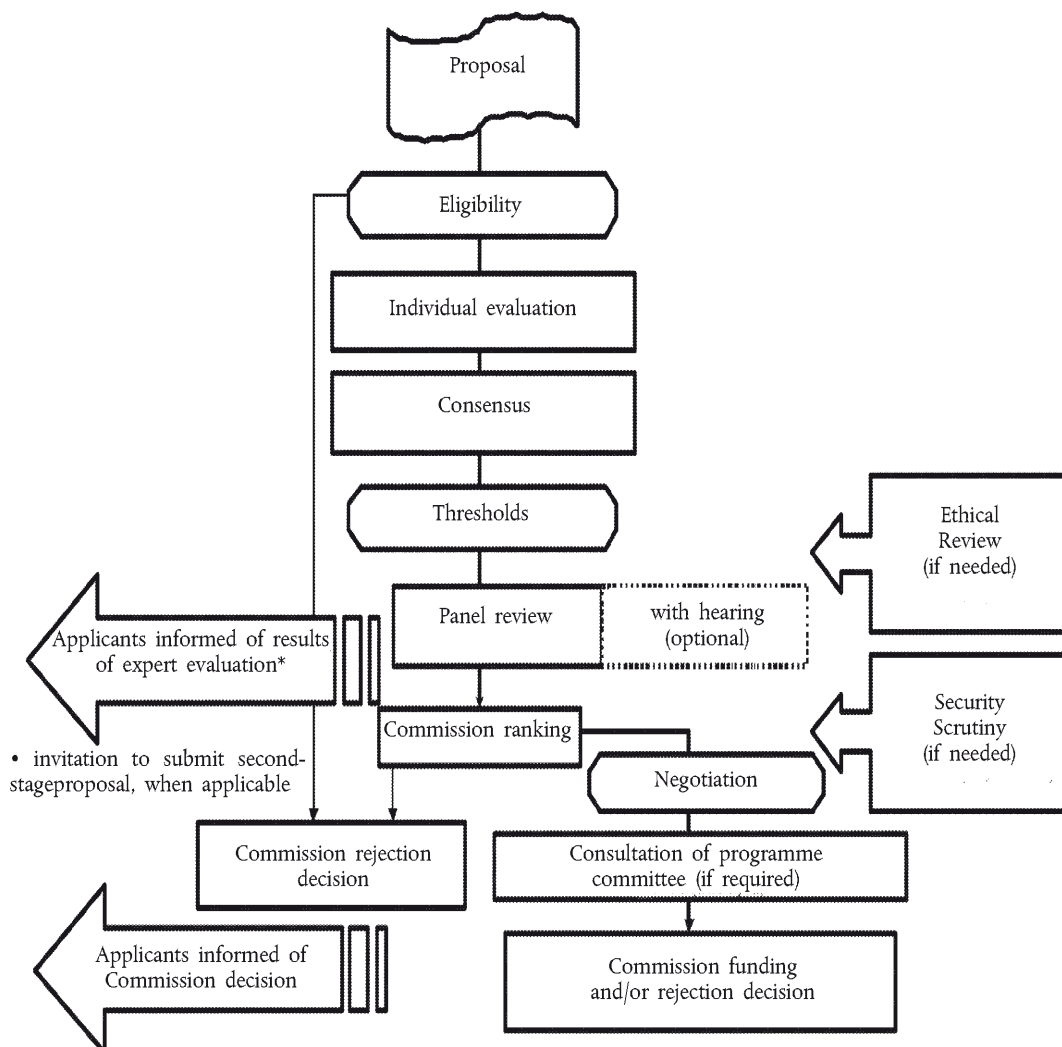 Proposal
Eligibility
Individual evaluation
Consensus
Thresholds
Ethical
Review
(if needed)
Panel review
with hearing
(optional)
Applicants informed of results
of expert evaluation*
Security
Scrutiny
(if needed)
Commission ranking
• invitation to submit second-
stageproposal, when applicable
Negotiation
Commission rejection
decision
Consultation of programme
committee (if required)
Applicants informed of
Commission decision
Commission funding
and/or rejection decision